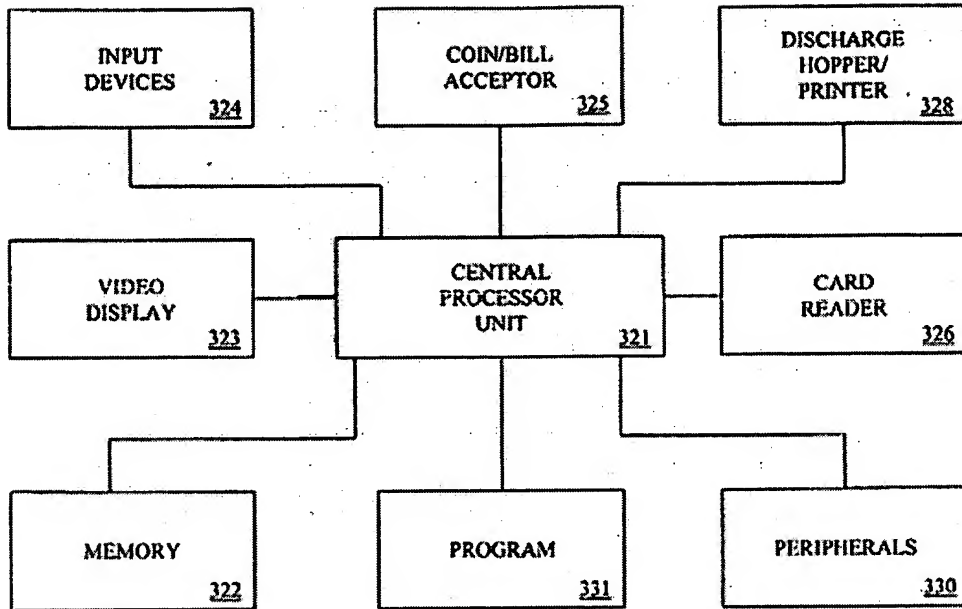 INPUT
DEVICES
324
COIN/BILL
ACCEPTOR
325
DISCHARGE
HOPPER/
PRINTER
328
VIDEO
DISPLAY
323
CENTRAL
PROCESSOR
UNIT
321
CARD
READER
326
MEMORY
322
PROGRAM
331
PERIPHERALS
330